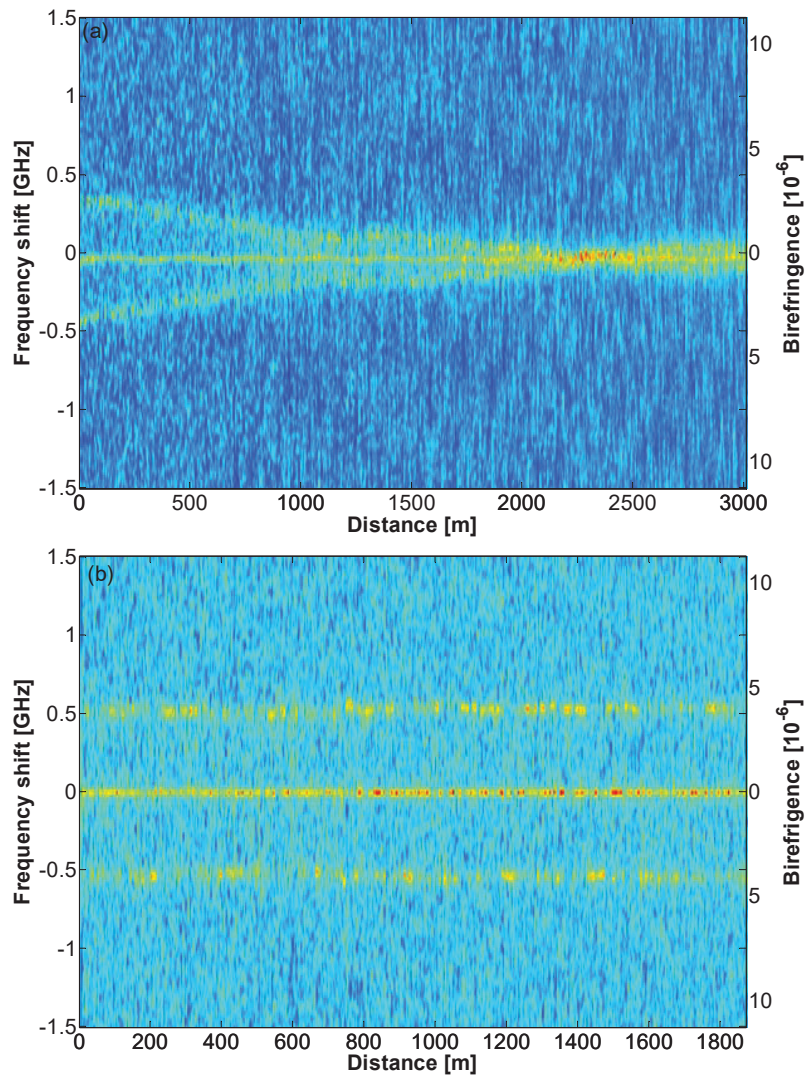 (a)
1.5
1
0.5
0
-0.5
-1
-1.5
Frequency shift [GHz]
10
5
0
5
10
Birefringence [10-6]
0 500 1000 1500 2000 2500 3000
Distance [m]
(b)
1.5
1
0.5
0
-0.5
-1
-1.5
Frequency shift [GHz]
10
5
0
5
10
Birefrigence [10-6]
0 200 400 600 800 1000 1200 1400 1600 1800
Distance [m]